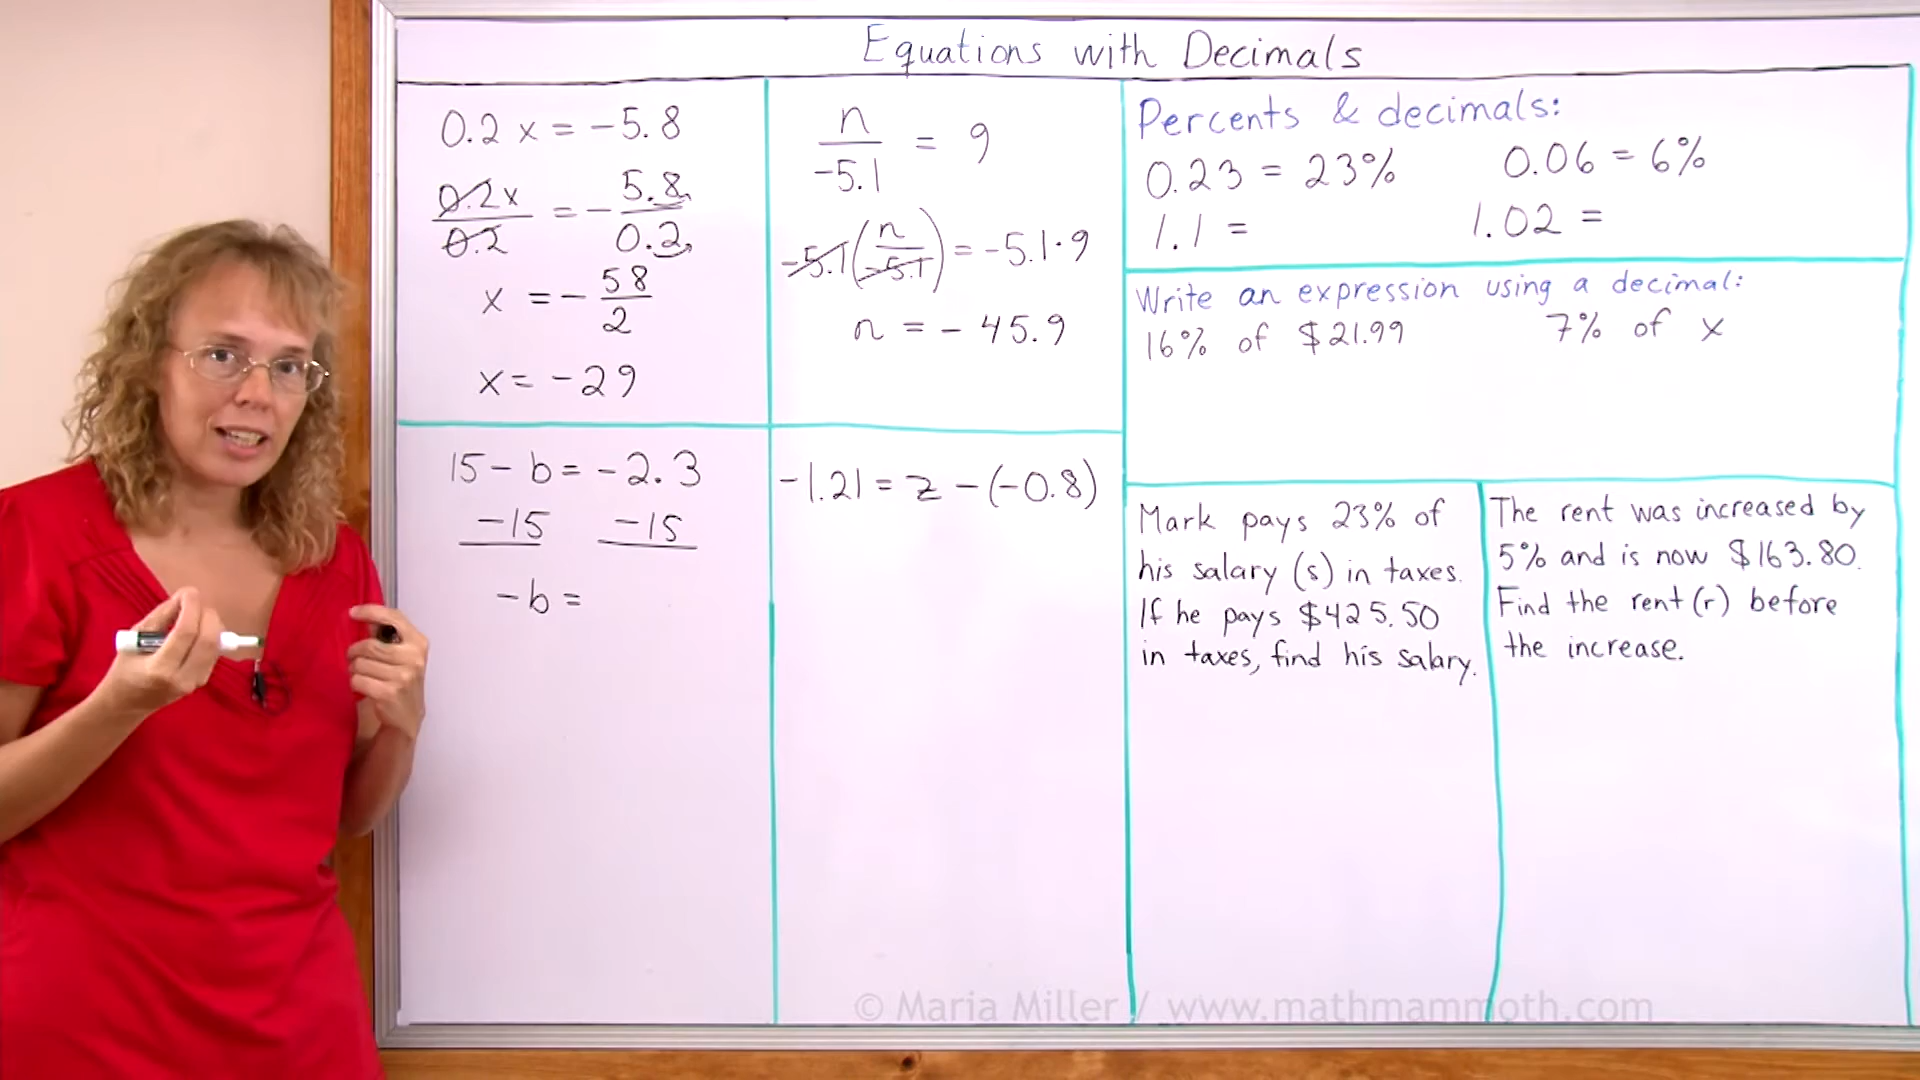 Equations with Decimals
0.2x = -5.8
0.2x/0.2 = -5.8/0.2
x = -58/2
x = -29
n/-5.1 = 9
-5.1(n/-5.1) = -5.1·9
n = -45.9
Percents & decimals:
0.23 = 23% 0.06 = 6%
1.1 = 1.02 =
Write an expression using a decimal:
16% of $21.99 7% of x
15 - b = -2.3
-15 -15
-b =
-1.21 = z - (-0.8)
Mark pays 23% of
his salary (s) in taxes.
If he pays $425.50
in taxes, find his salary.
The rent was increased by
5% and is now $163.80.
Find the rent (r) before
the increase.
© Maria Miller / www.mathmammoth.com